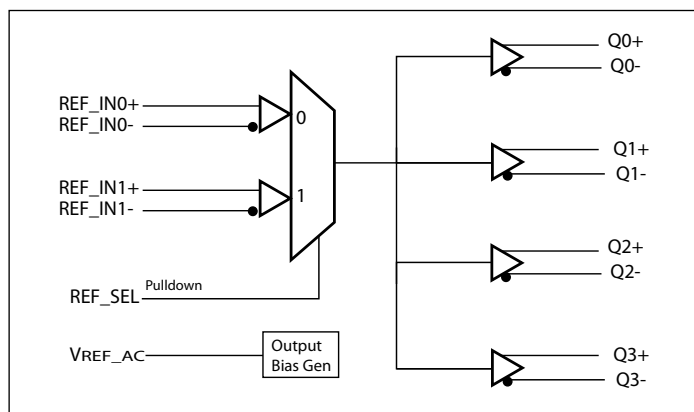 REF_IN0+
REF_IN0-
0
REF_IN1+
REF_IN1-
1
REF_SEL
Pulldown
VREF_AC
Output
Bias Gen
Q0+
Q0-
Q1+
Q1-
Q2+
Q2-
Q3+
Q3-